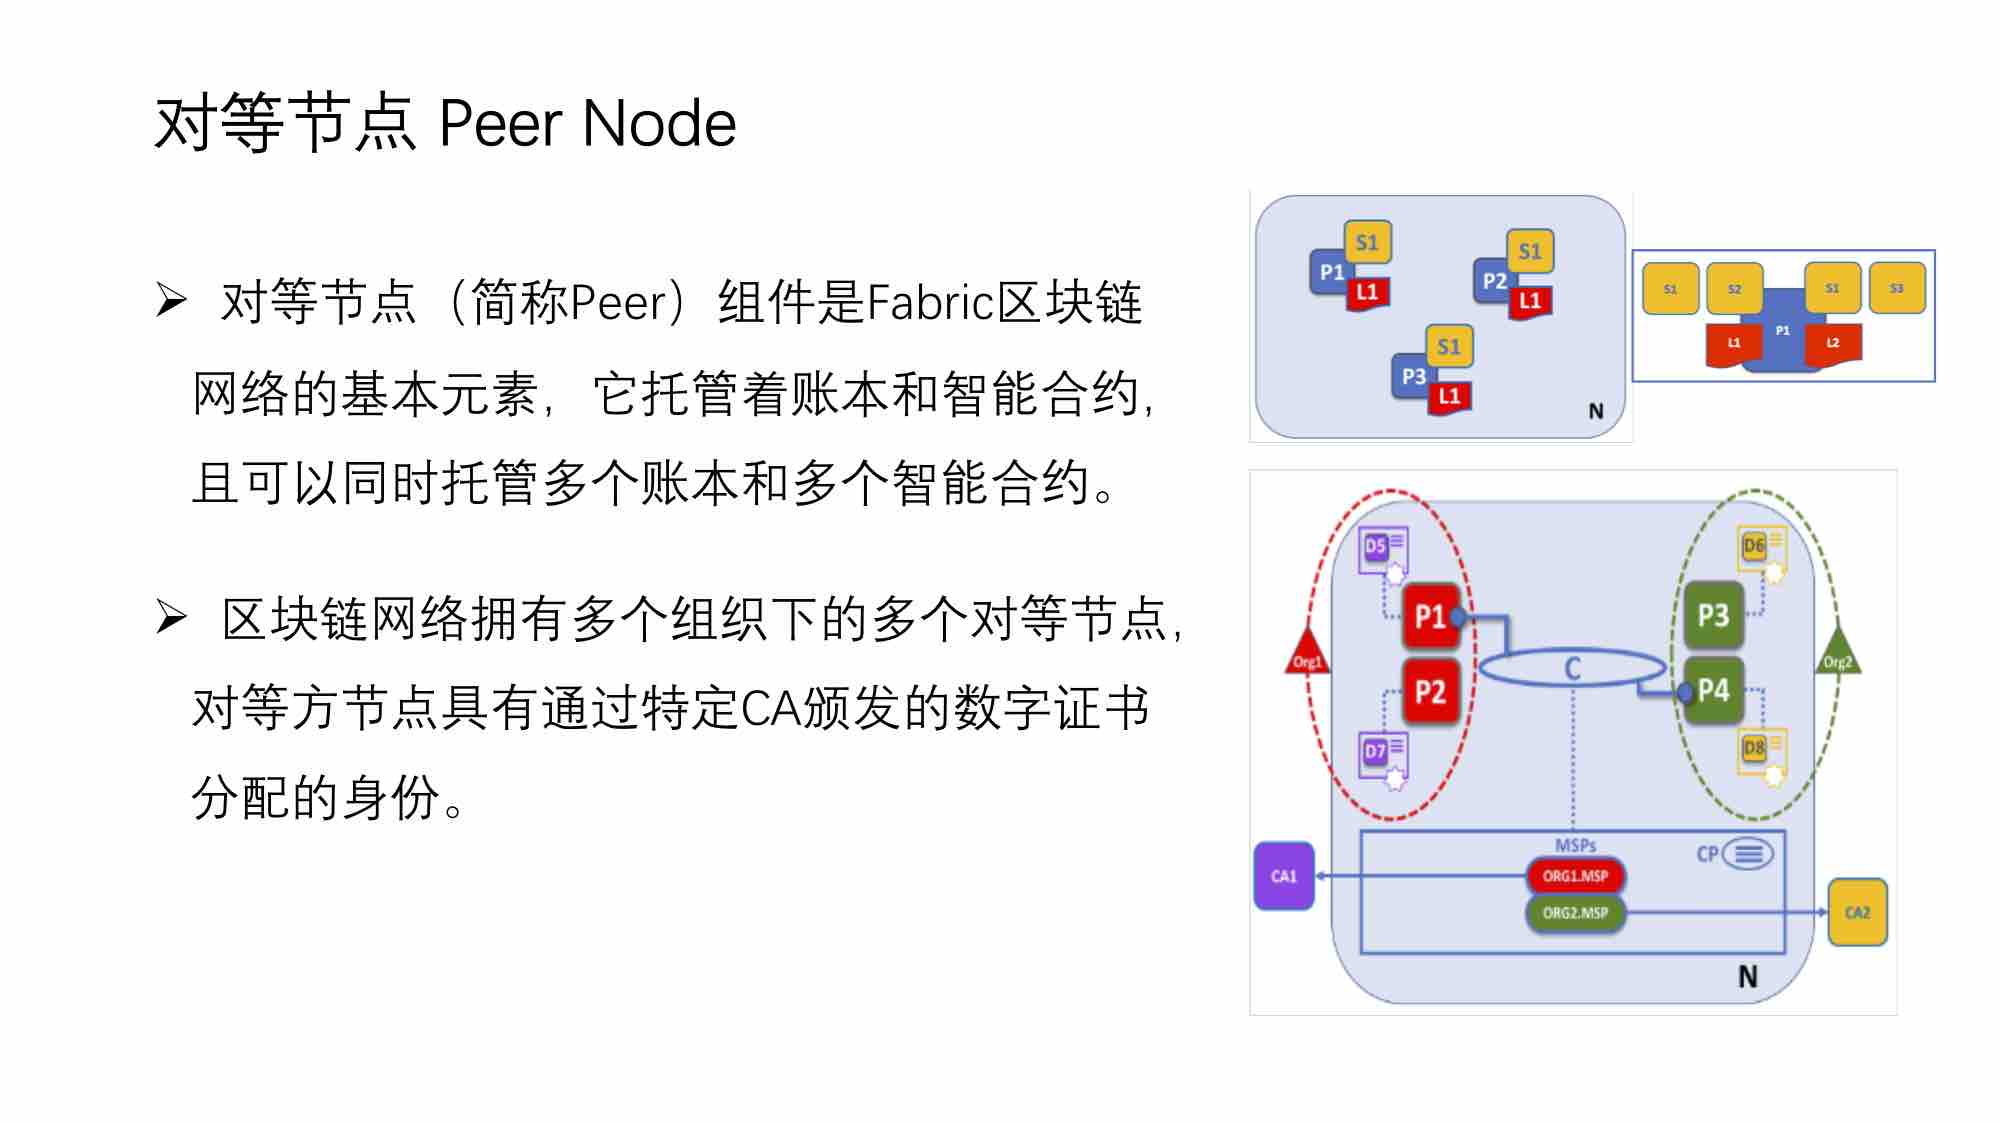 对等节点 Peer Node
对等节点（简称Peer）组件是Fabric区块链
网络的基本元素，它托管着账本和智能合约，
且可以同时托管多个账本和多个智能合约。
区块链网络拥有多个组织下的多个对等节点，
对等方节点具有通过特定CA颁发的数字证书
分配的身份。
S1
P1
L1
S1
P2
L1
S1
P3
L1
N
S1 S2 S1 S3
L1 P1 L2
D5 D6
P1 P3
Org1 C Org2
P2 P4
D7 D8
MSPs CP
CA1 ORG1.MSP
ORG2.MSP CA2
N